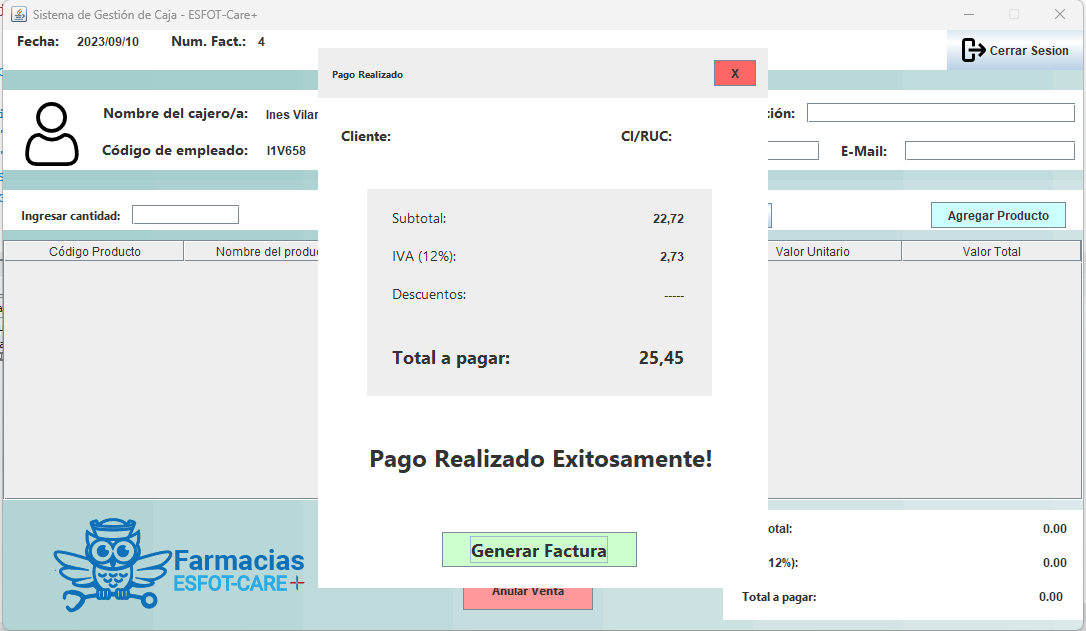 Sistema de Gestión de Caja - ESFOT-Care+
Fecha: 2023/09/10 Num. Fact.: 4
Cerrar Sesion
Pago Realizado X
Nombre del cajero/a: Ines Vilar
ción:
Cliente: CI/RUC:
Código de empleado: I1V658
E-Mail:
Ingresar cantidad:
Agregar Producto
Código Producto Nombre del produc Valor Unitario Valor Total
Subtotal: 22,72
IVA (12%): 2,73
Descuentos: -----
Total a pagar: 25,45
Pago Realizado Exitosamente!
Generar Factura
Farmacias
ESFOT-CARE+
Anular Venta
otal: 0.00
12%): 0.00
Total a pagar: 0.00